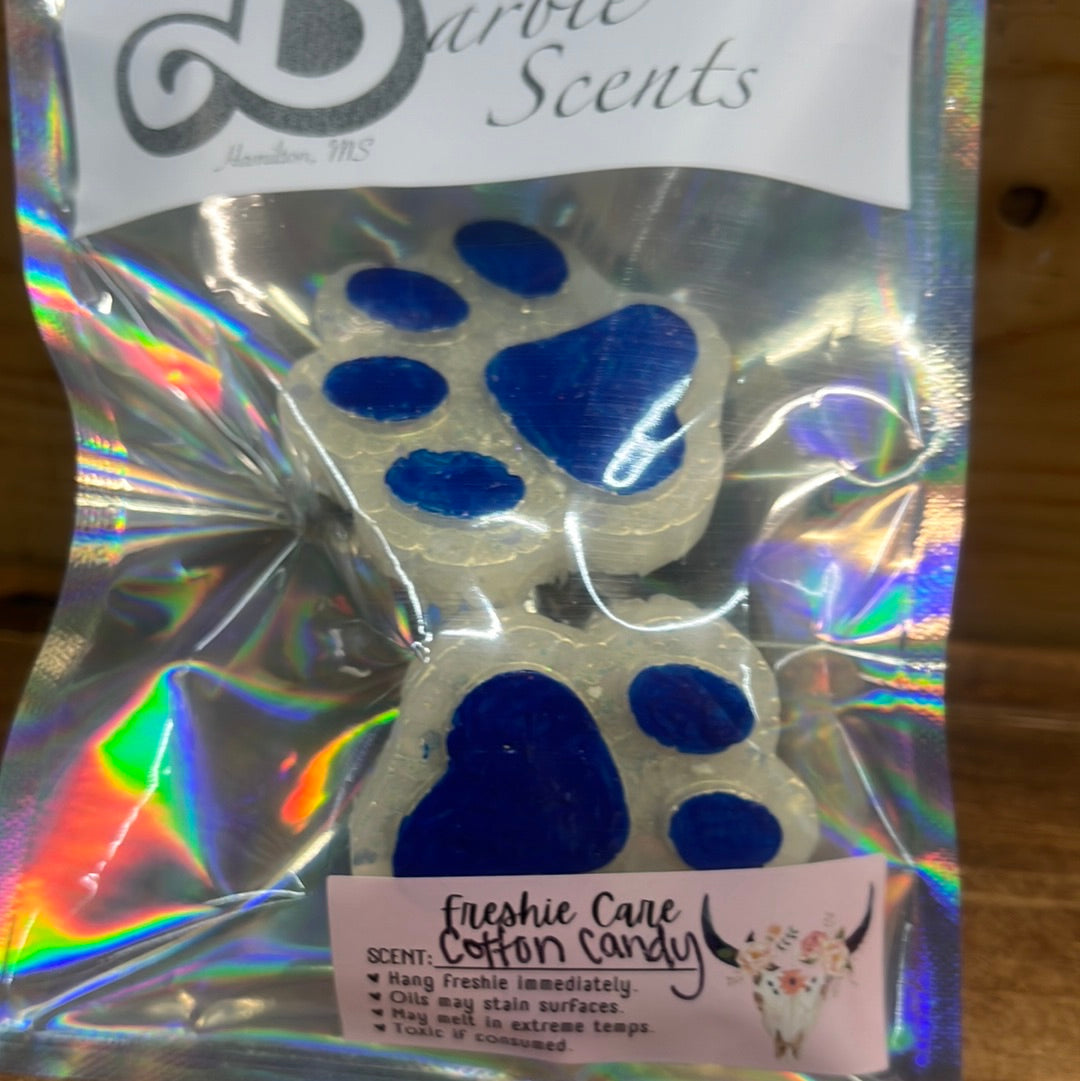 Barbie
Scents
Hamilton, MS
Freshie Care
SCENT: Cotton Candy
Hang freshie immediately.
Oils may stain surfaces.
May melt in extreme temps.
Toxic if consumed.